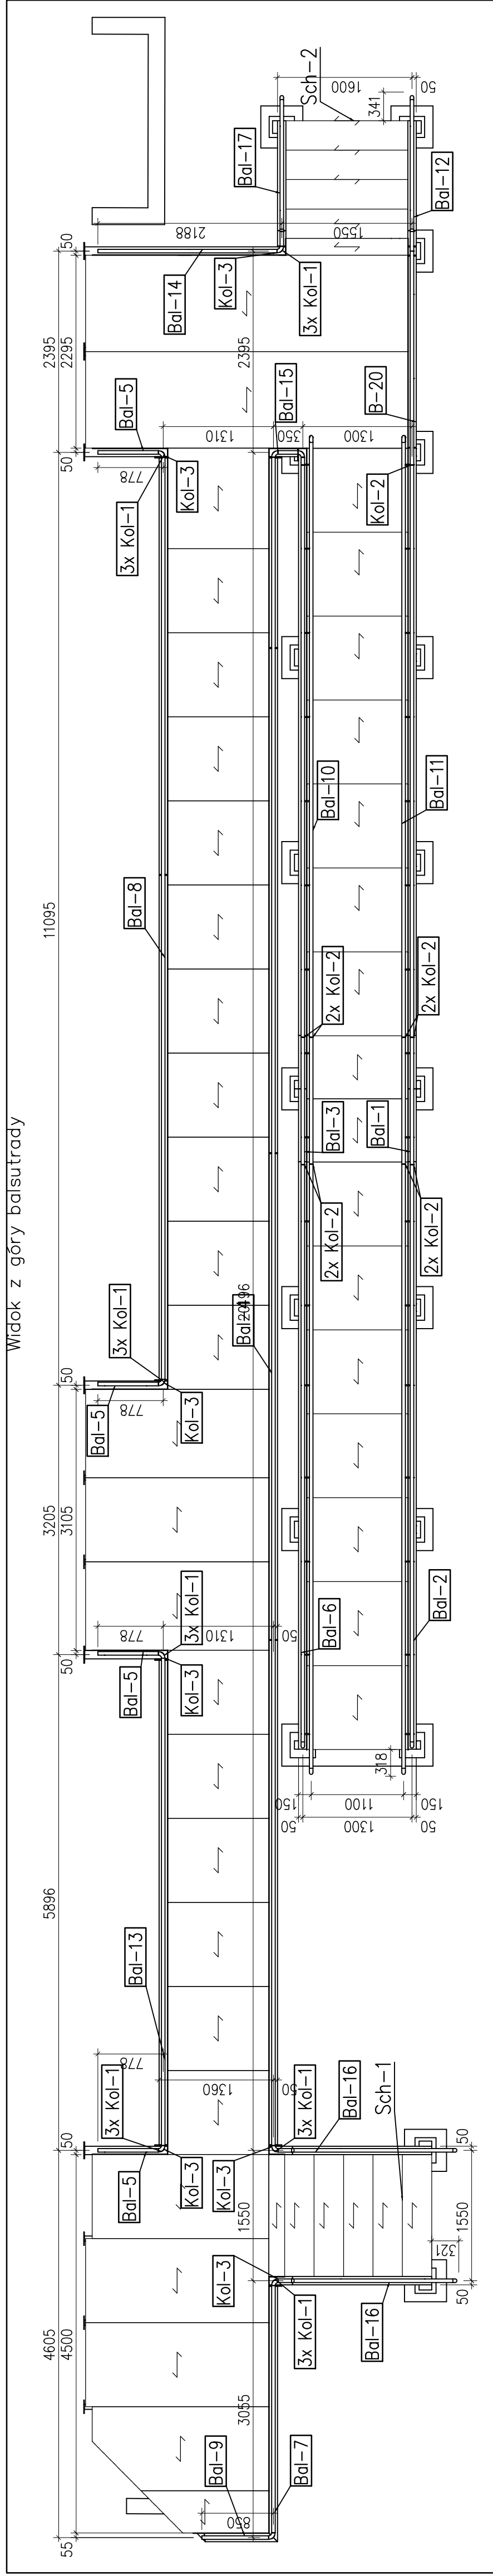 Widok z góry balsutrady
4605
5896
3205
11095
2395
55
4500
50
50
3105
50
50
2295
50
Bal-9
850
Bal-7
3055
Bal-5
3x Kol-1
Kol-3
778
Bal-13
1360
50
Kol-3
1550
Kol-3
3x Kol-1
3x Kol-1
Bal-16
Bal-16
Sch-1
321
50
1550
50
Bal-5
778
3x Kol-1
Kol-3
1310
50
Bal-5
778
3x Kol-1
Kol-3
Bal-4
20496
Bal-8
Bal-5
778
3x Kol-1
Kol-3
1310
350
1300
Bal-15
2395
Bal-14
2188
Kol-3
3x Kol-1
1550
Bal-17
Sch-2
1600
50
341
Bal-12
B-20
Kol-2
Bal-10
Bal-11
2x Kol-2
2x Kol-2
Bal-3
Bal-1
2x Kol-2
2x Kol-2
Bal-6
Bal-2
318
150
1100
150
50
1300
50